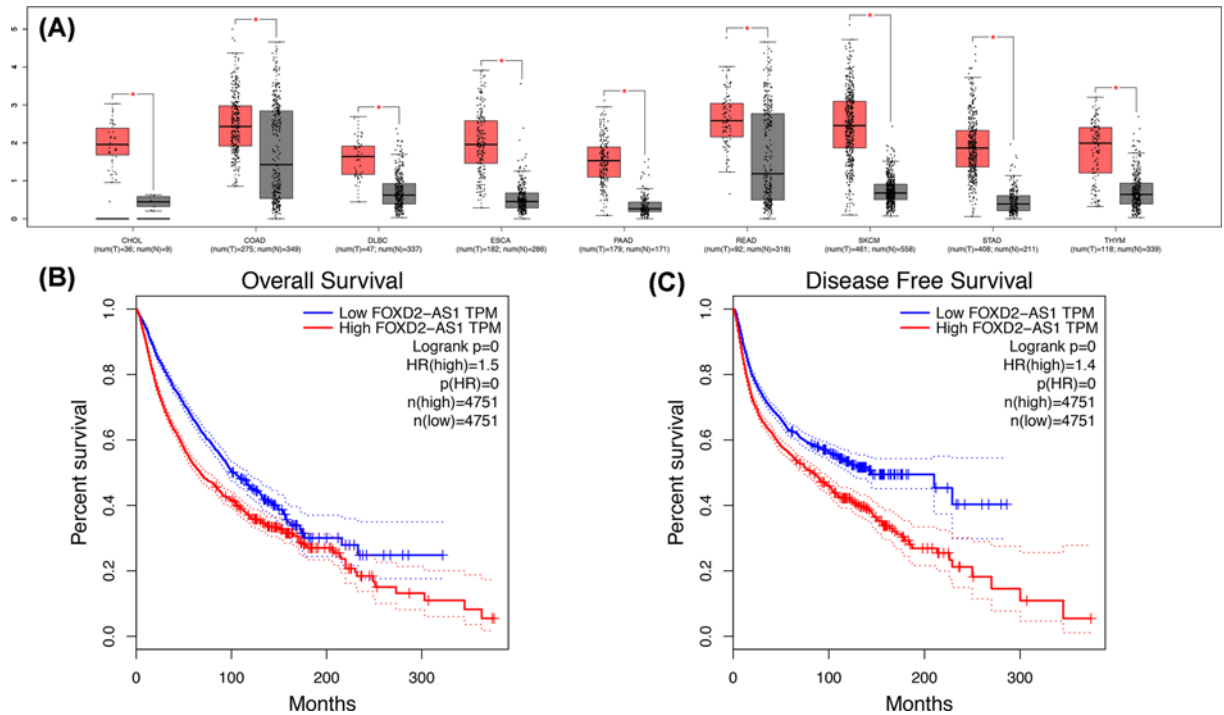 (A)
5
4
3
2
1
0
* * * * * * * * *
CHOL
(num(T)=36; num(N)=9)
COAD
(num(T)=275; num(N)=349)
DLBC
(num(T)=47; num(N)=337)
ESCA
(num(T)=182; num(N)=286)
PAAD
(num(T)=179; num(N)=171)
READ
(num(T)=92; num(N)=318)
SKCM
(num(T)=461; num(N)=558)
STAD
(num(T)=408; num(N)=211)
THYM
(num(T)=118; num(N)=339)
(B)
Overall Survival
Low FOXD2−AS1 TPM
High FOXD2−AS1 TPM
Logrank p=0
HR(high)=1.5
p(HR)=0
n(high)=4751
n(low)=4751
Percent survival
1.0
0.8
0.6
0.4
0.2
0.0
0 100 200 300
Months
(C)
Disease Free Survival
Low FOXD2−AS1 TPM
High FOXD2−AS1 TPM
Logrank p=0
HR(high)=1.4
p(HR)=0
n(high)=4751
n(low)=4751
Percent survival
1.0
0.8
0.6
0.4
0.2
0.0
0 100 200 300
Months